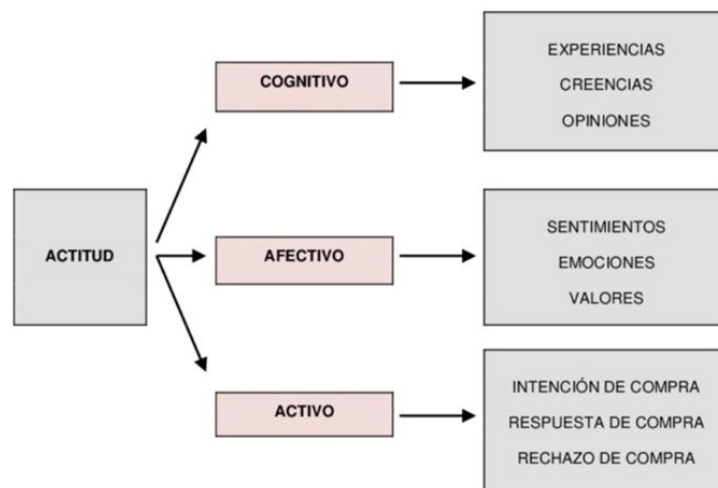 COGNITIVO
EXPERIENCIAS
CREENCIAS
OPINIONES
ACTITUD
AFECTIVO
SENTIMIENTOS
EMOCIONES
VALORES
ACTIVO
INTENCIÓN DE COMPRA
RESPUESTA DE COMPRA
RECHAZO DE COMPRA